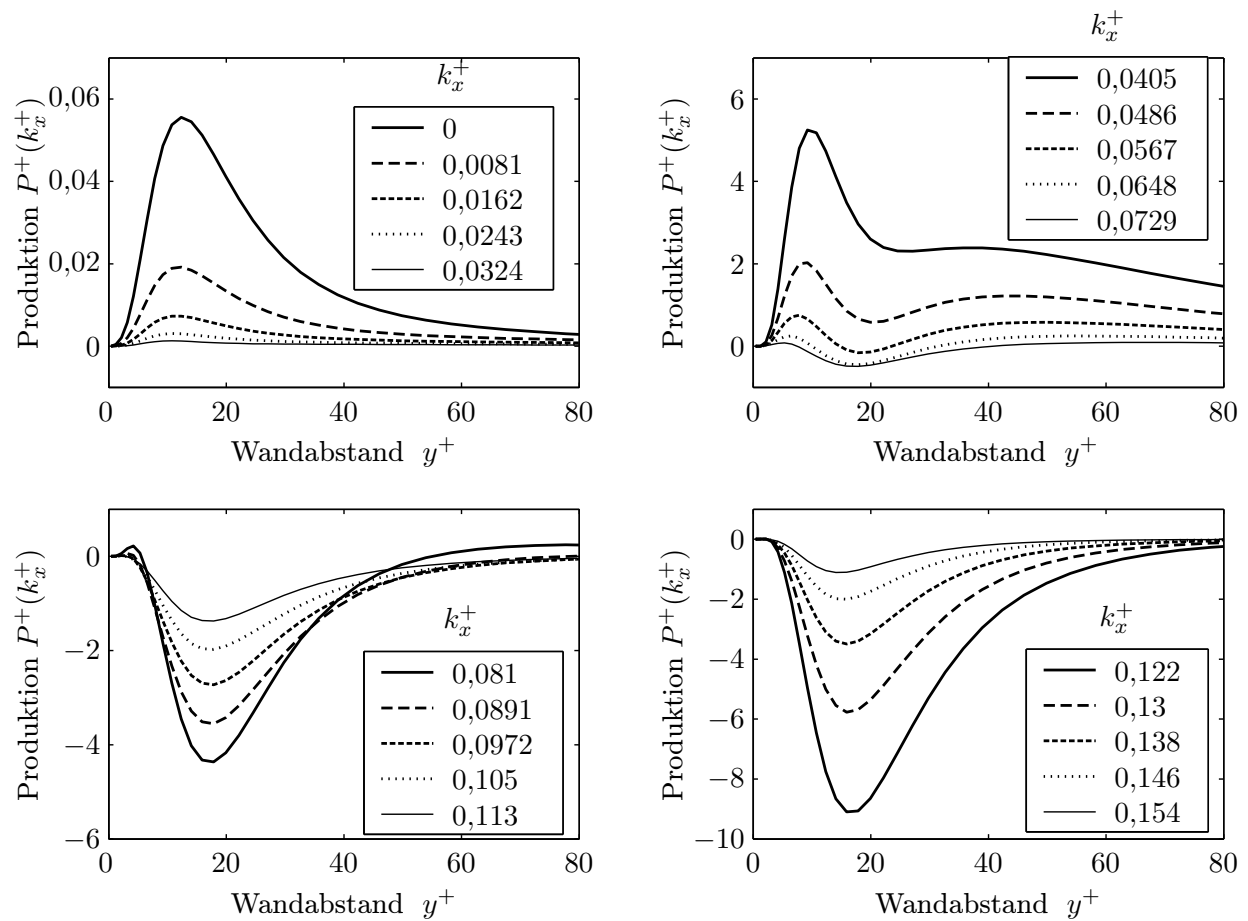 k_x^+
0
0,0081
0,0162
0,0243
0,0324
0,06
0,04
0,02
0
Produktion P^+(k_x^+)
0 20 40 60 80
Wandabstand y^+
k_x^+
0,0405
0,0486
0,0567
0,0648
0,0729
6
4
2
0
Produktion P^+(k_x^+)
0 20 40 60 80
Wandabstand y^+
0
−2
−4
−6
Produktion P^+(k_x^+)
k_x^+
0,081
0,0891
0,0972
0,105
0,113
0 20 40 60 80
Wandabstand y^+
0
−2
−4
−6
−8
−10
Produktion P^+(k_x^+)
k_x^+
0,122
0,13
0,138
0,146
0,154
0 20 40 60 80
Wandabstand y^+